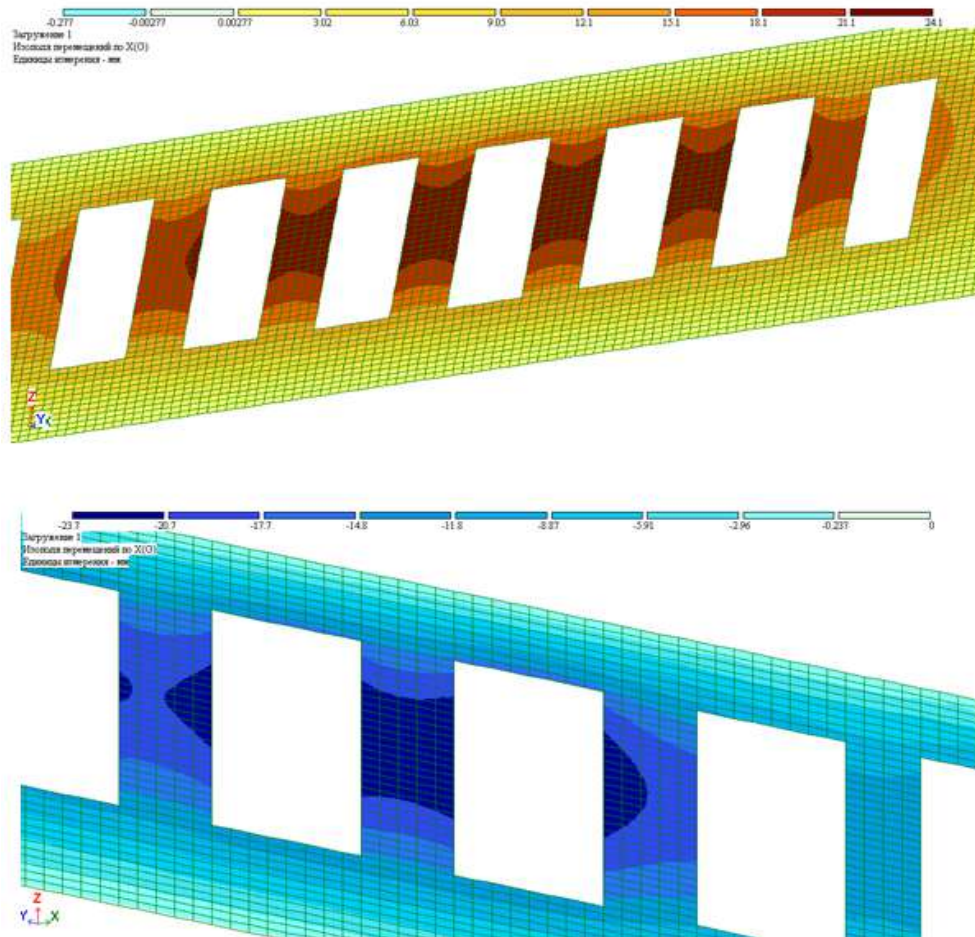 -0.277 -0.00277 0.00277 3.02 6.03 9.05 12.1 15.1 18.1 21.1 24.1
Загружение 1
Изополя перемещений по X(G)
Единицы измерения - мм
Z
Y
-23.7 -20.7 -17.7 -14.8 -11.8 -8.87 -5.91 -2.96 -0.237 0
Загружение 1
Изополя перемещений по X(G)
Единицы измерения - мм
Z
Y X